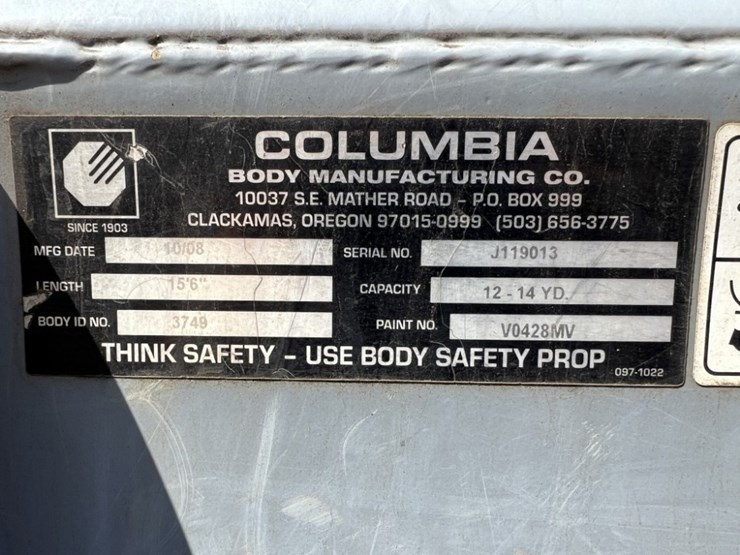 COLUMBIA
BODY MANUFACTURING CO.
10037 S.E. MATHER ROAD – P.O. BOX 999
CLACKAMAS, OREGON 97015-0999 (503) 656-3775
SINCE 1903
MFG DATE 10/08 SERIAL NO. J119013
LENGTH 15'6" CAPACITY 12 - 14 YD.
BODY ID NO. 3749 PAINT NO. V0428MV
THINK SAFETY – USE BODY SAFETY PROP
097-1022